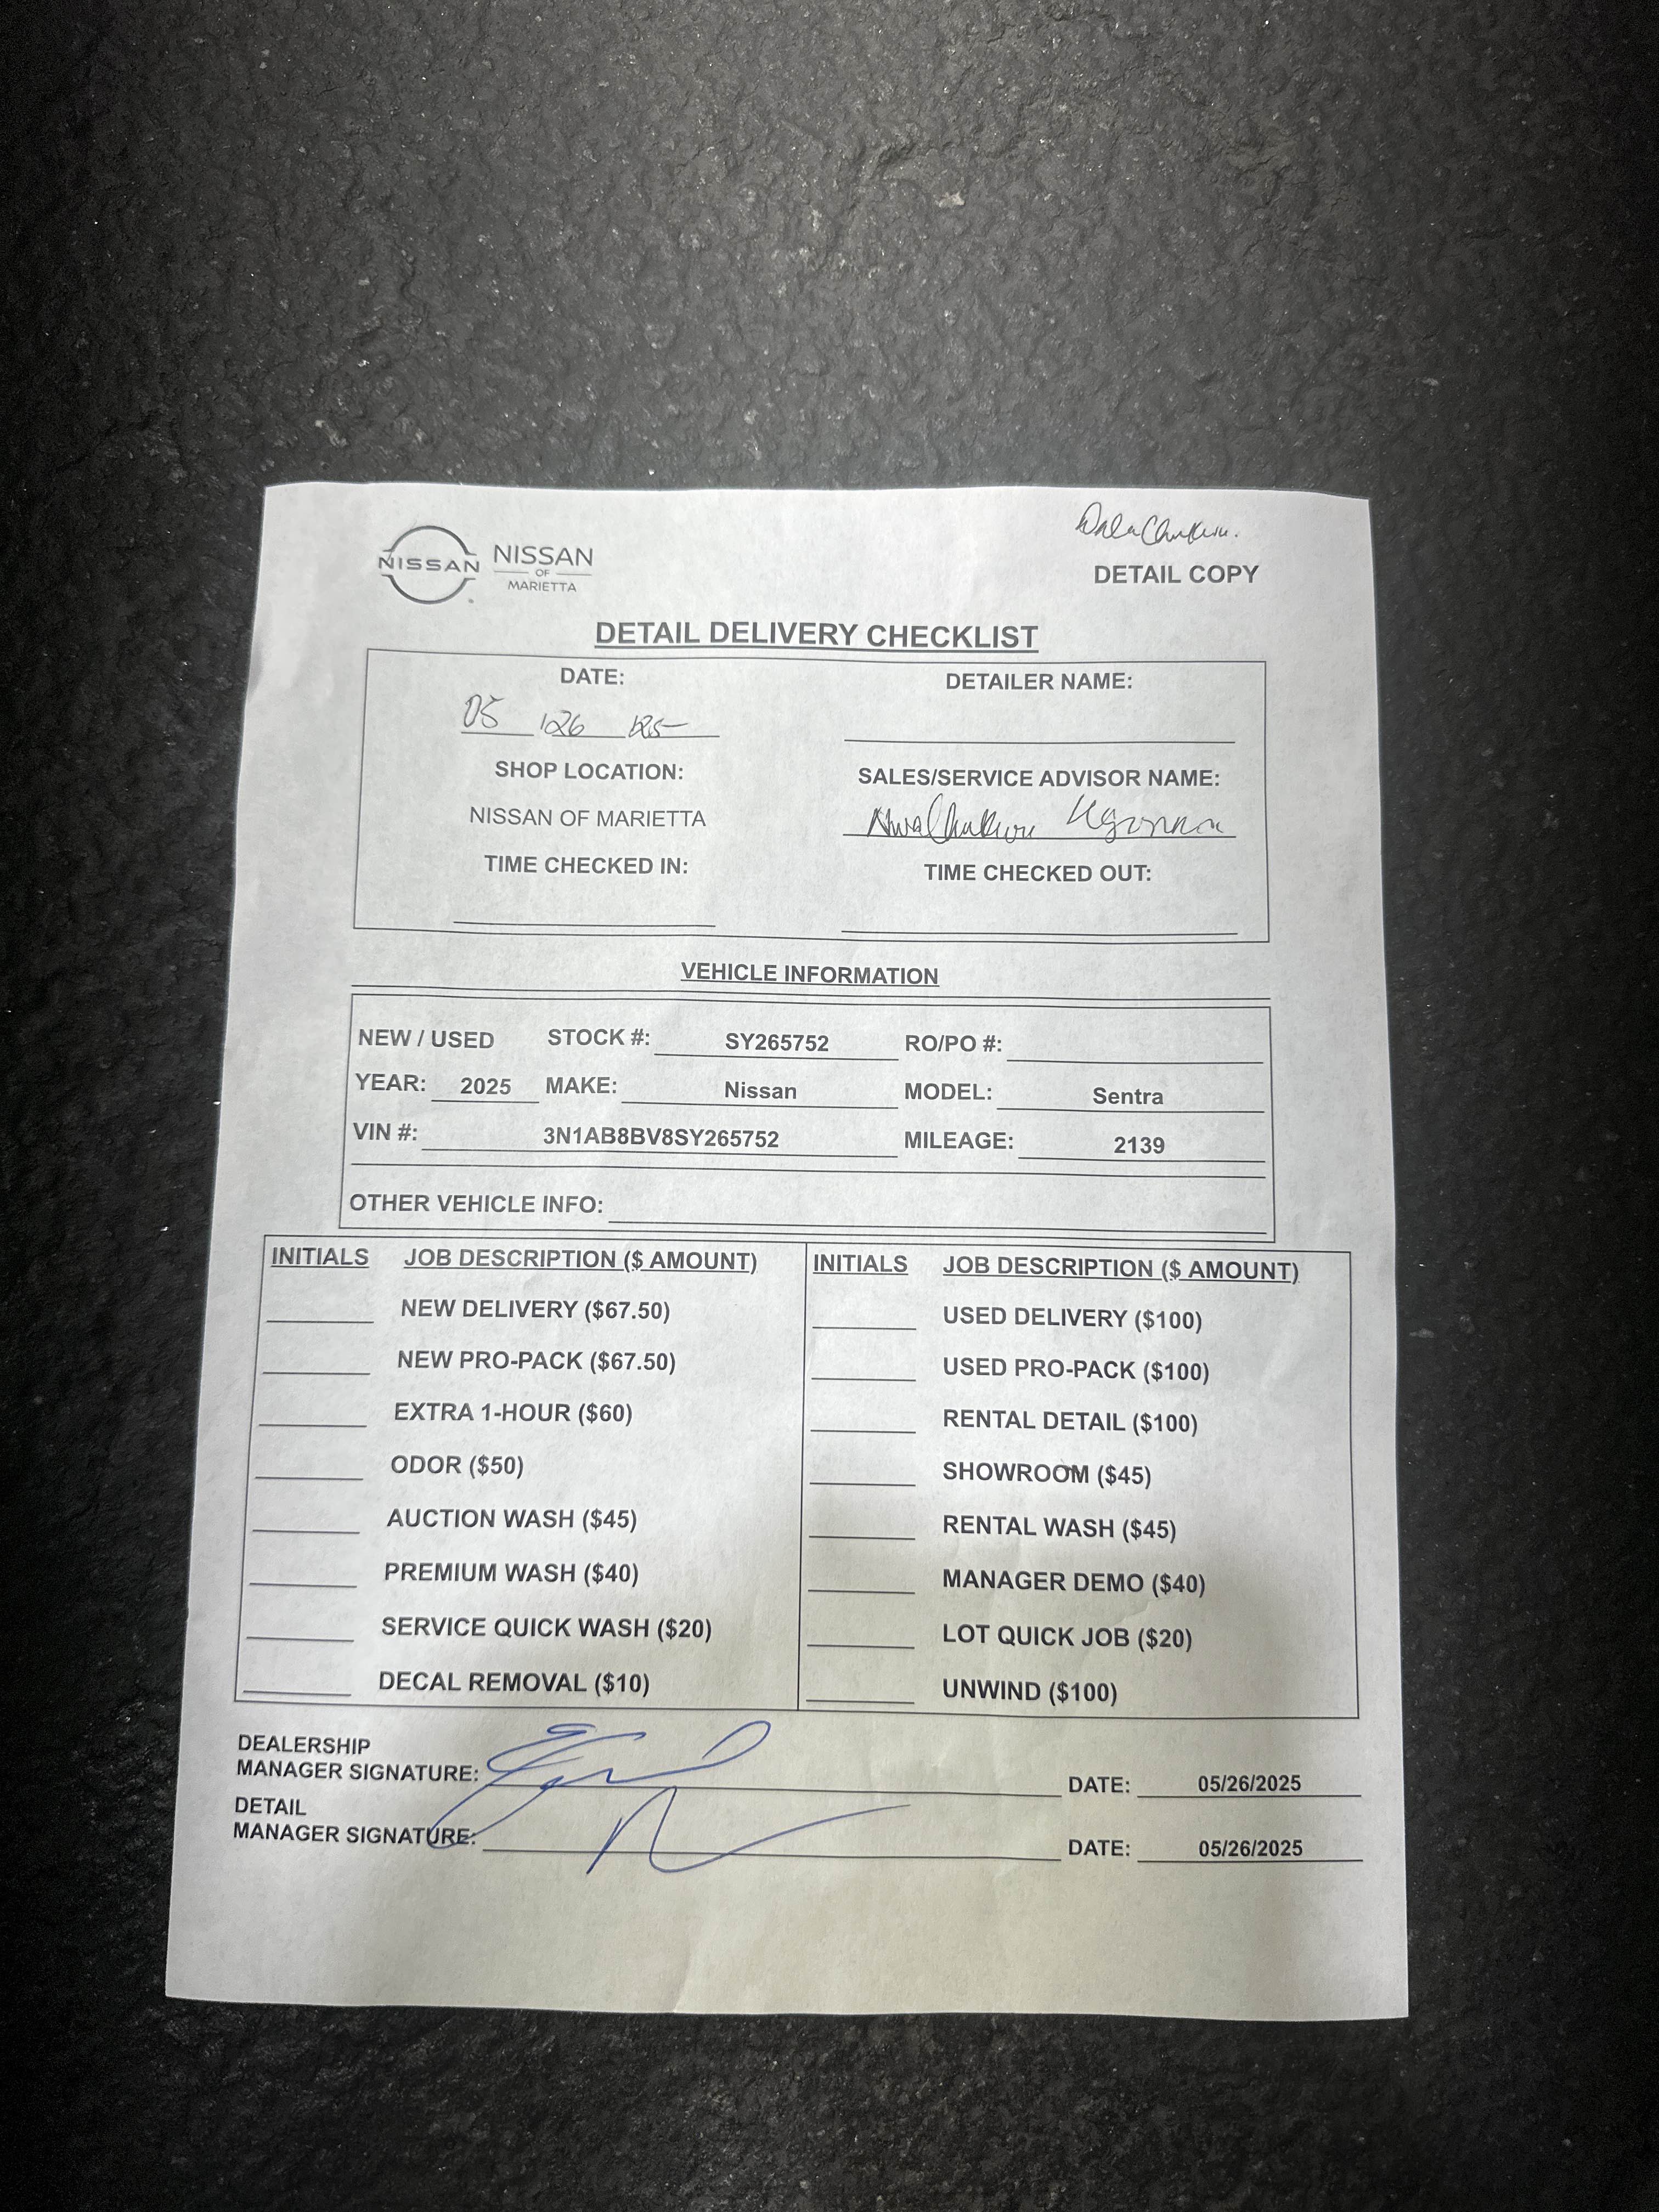 NISSAN
NISSAN
OF
MARIETTA
DETAIL COPY
DETAIL DELIVERY CHECKLIST
DATE: DETAILER NAME:
05 /26 /25
SHOP LOCATION: SALES/SERVICE ADVISOR NAME:
NISSAN OF MARIETTA
TIME CHECKED IN: TIME CHECKED OUT:
VEHICLE INFORMATION
NEW / USED STOCK #: SY265752 RO/PO #:
YEAR: 2025 MAKE: Nissan MODEL: Sentra
VIN #: 3N1AB8BV8SY265752 MILEAGE: 2139
OTHER VEHICLE INFO:
INITIALS JOB DESCRIPTION ($ AMOUNT) INITIALS JOB DESCRIPTION ($ AMOUNT)
NEW DELIVERY ($67.50) USED DELIVERY ($100)
NEW PRO-PACK ($67.50) USED PRO-PACK ($100)
EXTRA 1-HOUR ($60) RENTAL DETAIL ($100)
ODOR ($50) SHOWROOM ($45)
AUCTION WASH ($45) RENTAL WASH ($45)
PREMIUM WASH ($40) MANAGER DEMO ($40)
SERVICE QUICK WASH ($20) LOT QUICK JOB ($20)
DECAL REMOVAL ($10) UNWIND ($100)
DEALERSHIP
MANAGER SIGNATURE: DATE: 05/26/2025
DETAIL
MANAGER SIGNATURE: DATE: 05/26/2025